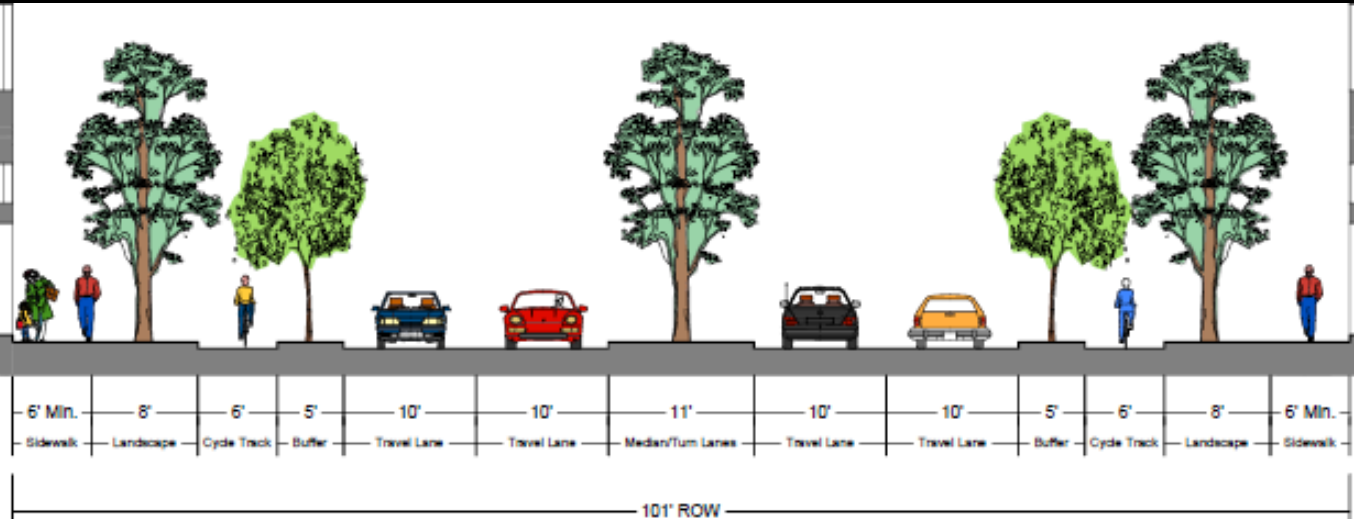 6' Min. 8' 6' 5' 10' 10' 11' 10' 10' 5' 6' 8' 6' Min.
Sidewalk Landscape Cycle Track Buffer Travel Lane Travel Lane Median/Turn Lanes Travel Lane Travel Lane Buffer Cycle Track Landscape Sidewalk
101' ROW